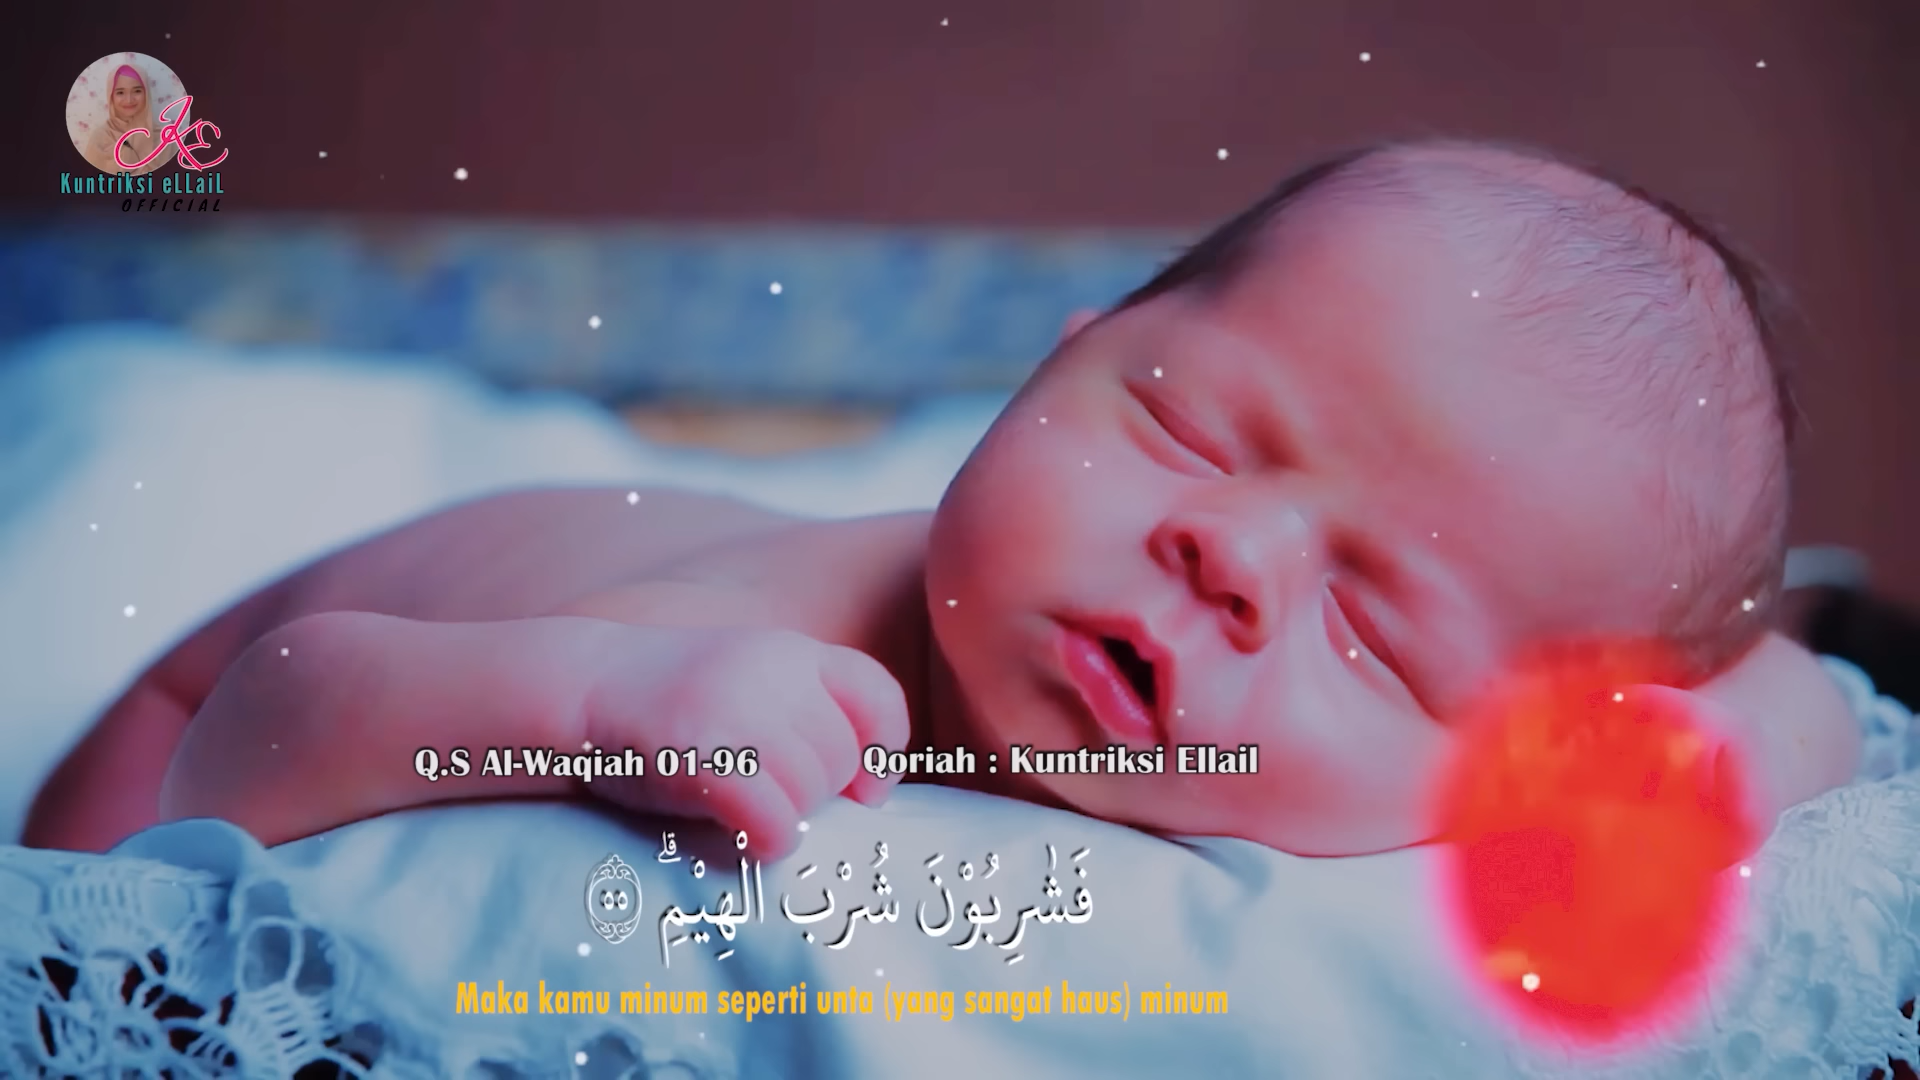 Kuntriksi eLLaiL
OFFICIAL
Q.S Al-Waqiah 01-96
Qoriah : Kuntriksi Ellail
فَشٰرِبُوْنَ شُرْبَ الْهِيْمِۗ ۝٥٥
Maka kamu minum seperti unta (yang sangat haus) minum